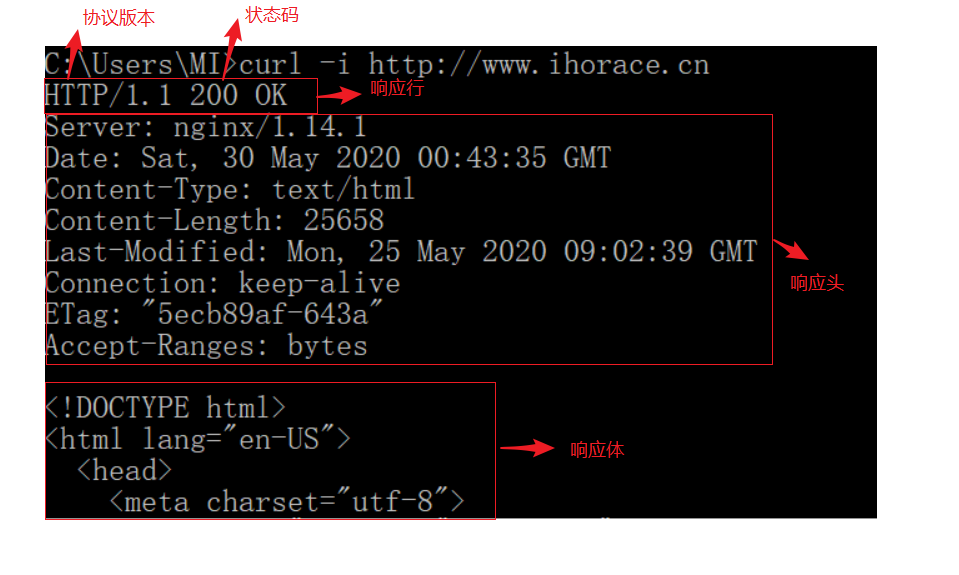 协议版本
状态码
C:\Users\MI>curl -i http://www.ihorace.cn
HTTP/1.1 200 OK
响应行
Server: nginx/1.14.1
Date: Sat, 30 May 2020 00:43:35 GMT
Content-Type: text/html
Content-Length: 25658
Last-Modified: Mon, 25 May 2020 09:02:39 GMT
Connection: keep-alive
响应头
ETag: "5ecb89af-643a"
Accept-Ranges: bytes
<!DOCTYPE html>
<html lang="en-US">
响应体
<head>
<meta charset="utf-8">